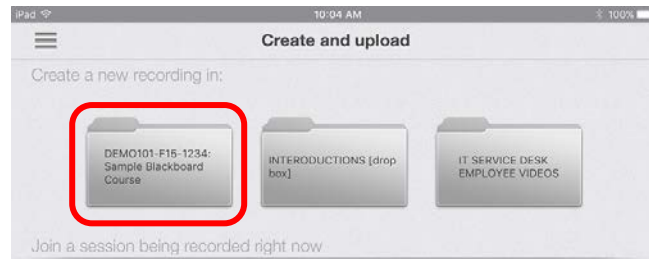 iPad 10:04 AM 100%
Create and upload
Create a new recording in:
DEMO101-F15-1234:
Sample Blackboard
Course
INTERODUCTIONS [drop
box]
IT SERVICE DESK
EMPLOYEE VIDEOS
Join a session being recorded right now